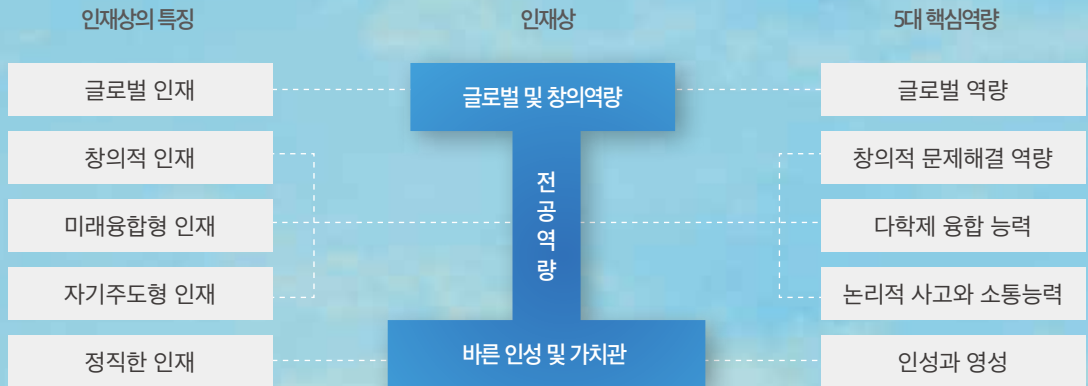 인재상의 특징
인재상
5대 핵심역량
글로벌 인재
글로벌 및 창의역량
글로벌 역량
창의적 인재
창의적 문제해결 역량
미래융합형 인재
전공역량
다학제 융합 능력
자기주도형 인재
논리적 사고와 소통능력
정직한 인재
바른 인성 및 가치관
인성과 영성